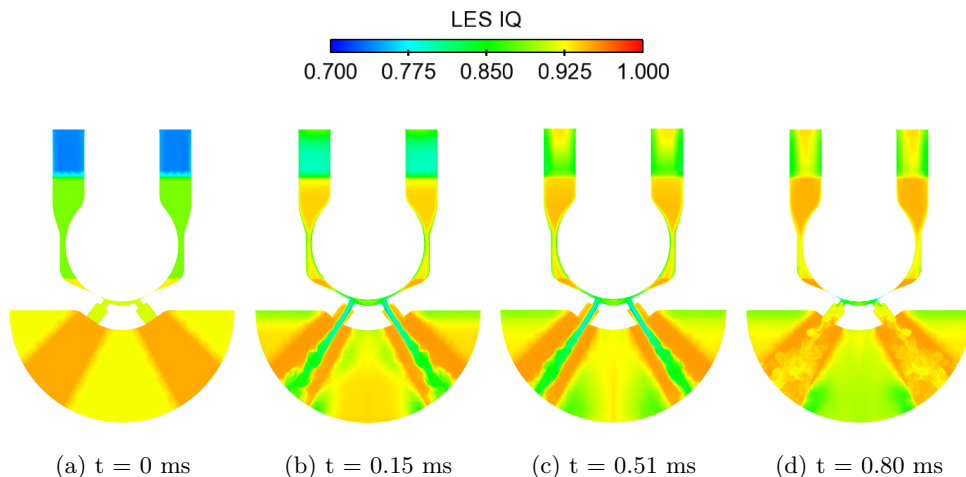 LES IQ
0.700 0.775 0.850 0.925 1.000
(a) t = 0 ms (b) t = 0.15 ms (c) t = 0.51 ms (d) t = 0.80 ms